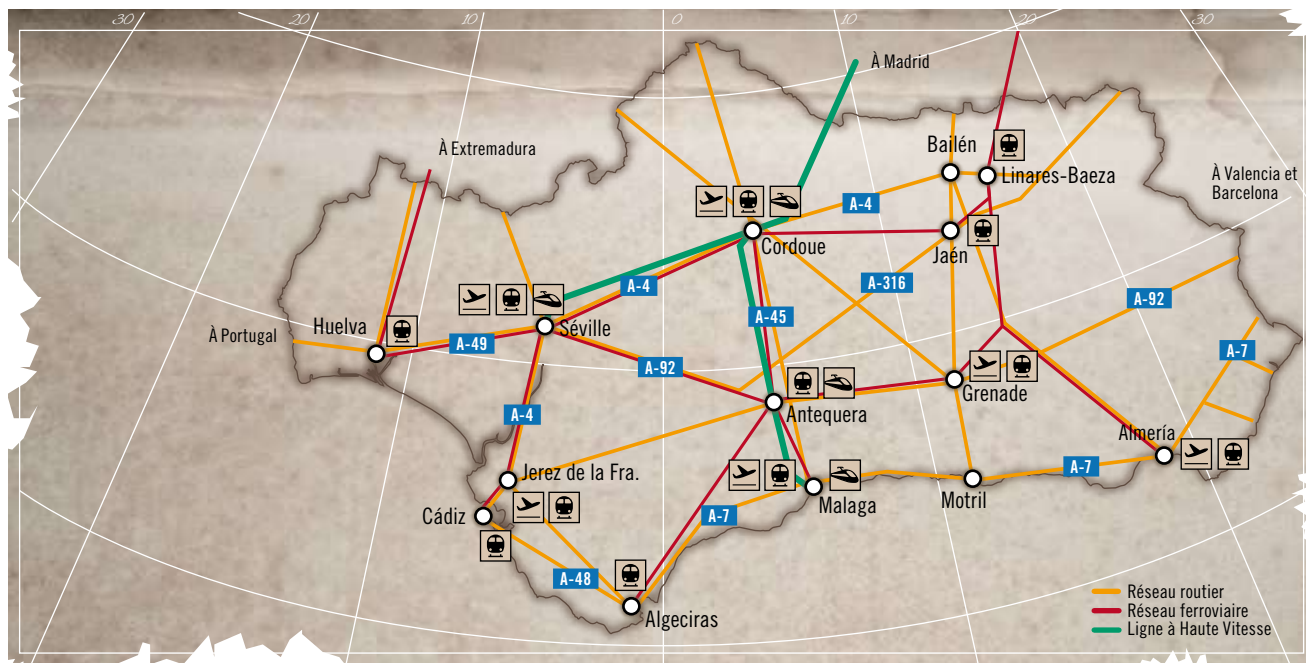 30
20
10
0
10
20
30
À Madrid
À Extremadura
Bailén
Linares-Baeza
À Valencia et
Barcelona
A-4
Cordoue
Jaén
A-4
A-316
A-92
A-45
À Portugal
Huelva
Séville
A-49
A-92
A-7
Grenade
Antequera
A-4
Almería
Jerez de la Fra.
A-7
Cádiz
Malaga
Motril
A-7
A-48
Algeciras
Réseau routier
Réseau ferroviaire
Ligne à Haute Vitesse